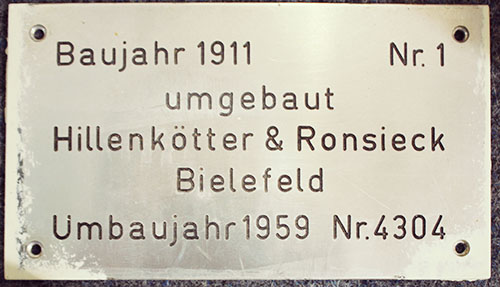 Baujahr 1911 Nr. 1
umgebaut
Hillenkötter & Ronsieck
Bielefeld
Umbaujahr 1959 Nr. 4304